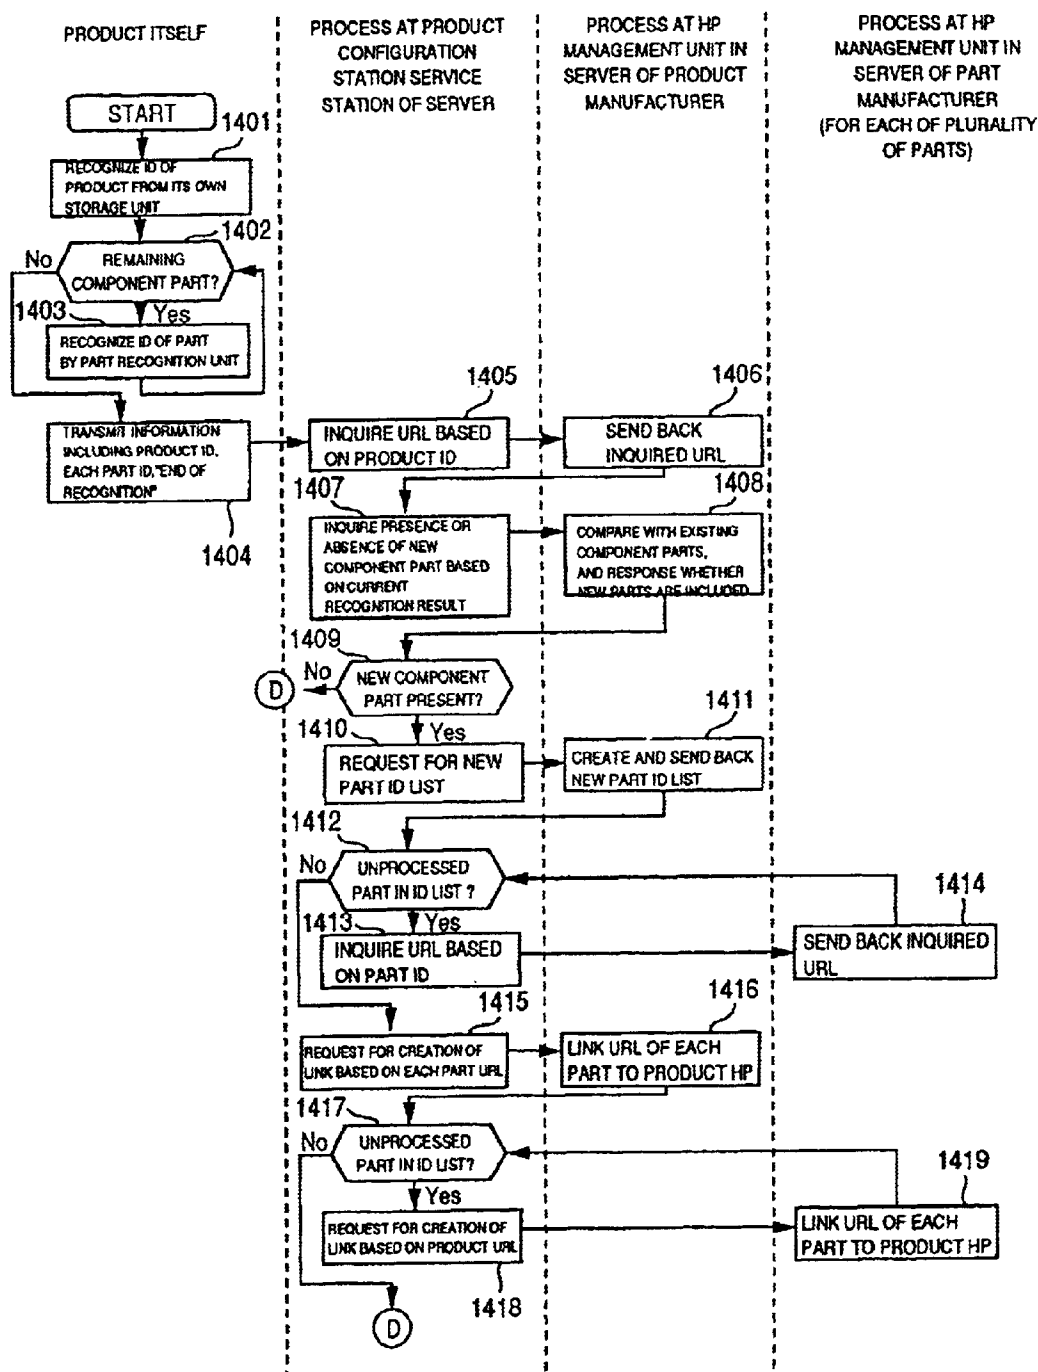 PRODUCT ITSELF
PROCESS AT PRODUCT
CONFIGURATION
STATION SERVICE
STATION OF SERVER
PROCESS AT HP
MANAGEMENT UNIT IN
SERVER OF PRODUCT
MANUFACTURER
PROCESS AT HP
MANAGEMENT UNIT IN
SERVER OF PART
MANUFACTURER
(FOR EACH OF PLURALITY
OF PARTS)
START
1401
RECOGNIZE ID OF
PRODUCT FROM ITS OWN
STORAGE UNIT
1402
No
REMAINING
COMPONENT PART?
1403
Yes
RECOGNIZE ID OF PART
BY PART RECOGNITION UNIT
TRANSMIT INFORMATION
INCLUDING PRODUCT ID,
EACH PART ID,"END OF
RECOGNITION"
1404
1405
INQUIRE URL BASED
ON PRODUCT ID
1406
SEND BACK
INQUIRED URL
1407
INQUIRE PRESENCE OR
ABSENCE OF NEW
COMPONENT PART BASED
ON CURRENT
RECOGNITION RESULT
1408
COMPARE WITH EXISTING
COMPONENT PARTS,
AND RESPONSE WHETHER
NEW PARTS ARE INCLUDED
1409
D
No
NEW COMPONENT
PART PRESENT?
1410
Yes
REQUEST FOR NEW
PART ID LIST
1411
CREATE AND SEND BACK
NEW PART ID LIST
1412
No
UNPROCESSED
PART IN ID LIST ?
1413
Yes
INQUIRE URL BASED
ON PART ID
1414
SEND BACK INQUIRED
URL
1415
REQUEST FOR CREATION OF
LINK BASED ON EACH PART URL
1416
LINK URL OF EACH
PART TO PRODUCT HP
1417
No
UNPROCESSED
PART IN ID LIST?
Yes
REQUEST FOR CREATION OF
LINK BASED ON PRODUCT URL
1418
1419
LINK URL OF EACH
PART TO PRODUCT HP
D